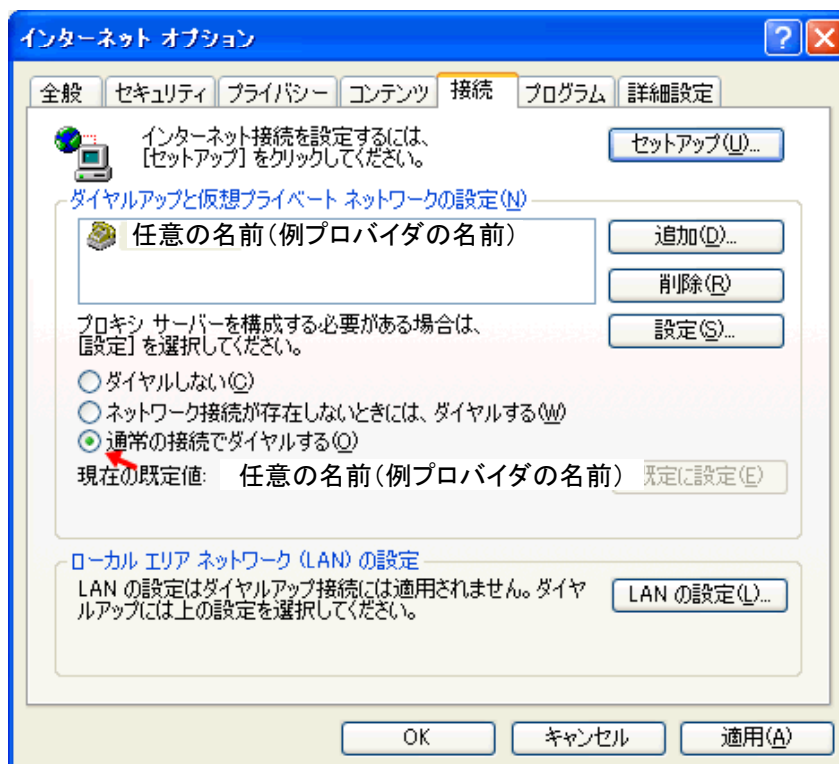 インターネット オプション
全般 セキュリティ プライバシー コンテンツ 接続 プログラム 詳細設定
インターネット接続を設定するには、
[セットアップ] をクリックしてください。
セットアップ(U)...
ダイヤルアップと仮想プライベート ネットワークの設定(N)
任意の名前(例プロバイダの名前)
追加(D)...
削除(R)
プロキシ サーバーを構成する必要がある場合は、
[設定] を選択してください。
設定(S)...
ダイヤルしない(C)
ネットワーク接続が存在しないときには、ダイヤルする(W)
通常の接続でダイヤルする(O)
現在の既定値: 任意の名前(例プロバイダの名前) 既定に設定(E)
ローカル エリア ネットワーク (LAN) の設定
LAN の設定はダイヤルアップ接続には適用されません。ダイヤ
ルアップには上の設定を選択してください。
LAN の設定(L)...
OK キャンセル 適用(A)